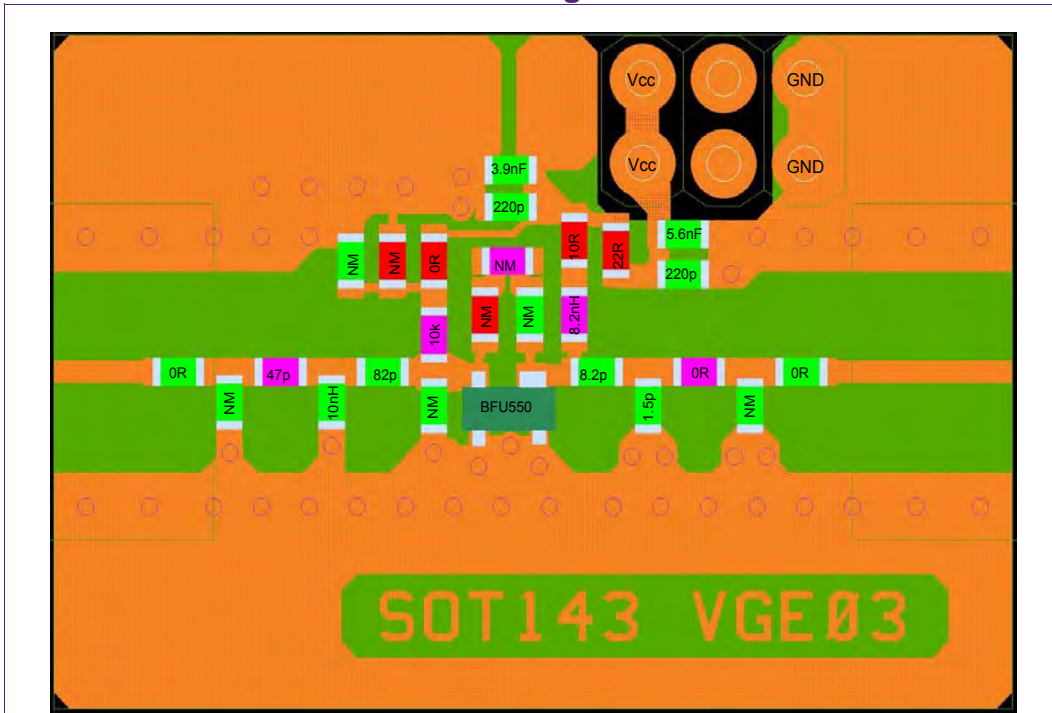 Vcc
GND
Vcc
GND
3.9nF
220p
5.6nF
220p
NM
NM
0R
NM
10R
22R
10k
NM
NM
8.2nH
0R
47p
82p
8.2p
0R
0R
NM
10nH
NM
BFU550
1.5p
NM
SOT143 VGE03